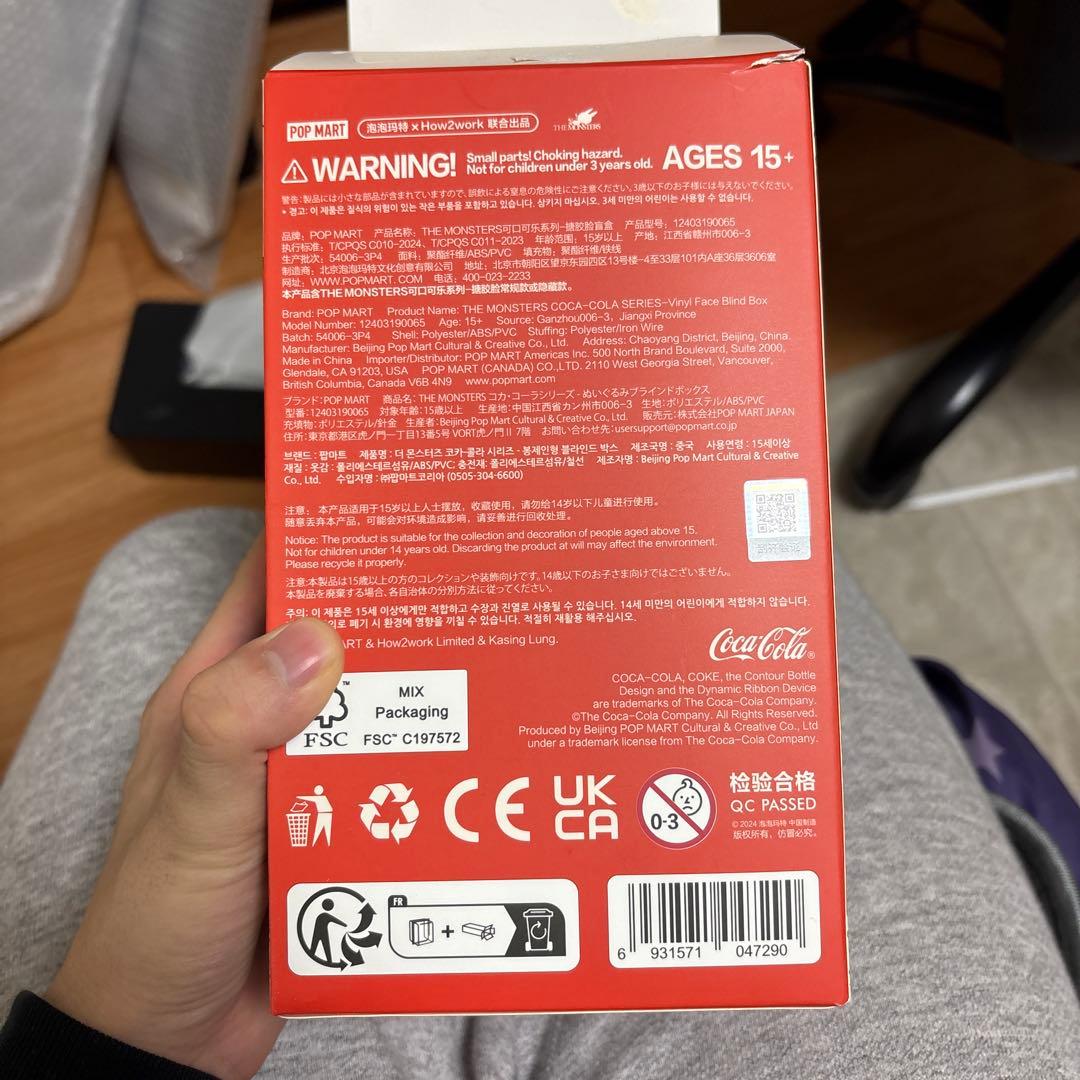 POP MART 泡泡玛特×How2work 联合出品 THE MONSTERS
WARNING! Small parts! Choking hazard. Not for children under 3 years old. AGES 15+
警告:製品には小さな部品が含まれていますので、誤飲による窒息の危険性にご注意ください。3歳以下のお子様には与えないでください。
* 경고: 이 제품은 질식의 위험이 있는 작은 부품을 포함하고 있습니다. 삼키지 마십시오. 3세 미만의 어린이는 사용할 수 없습니다.
品牌:POP MART 产品名称:THE MONSTERS可口可乐系列-搪胶脸盲盒 产品型号:12403190065
执行标准:T/CPQS C010-2024、T/CPQS C011-2023 年龄范围:15岁以上 产地:江西省赣州市006-3
生产批次:54006-3P4 面料:聚酯纤维/ABS/PVC 填充物:聚酯纤维/铁线
制造商:北京泡泡玛特文化创意有限公司 地址:北京市朝阳区望京东园四区13号楼-4至33层101内A座36层3606室
网址:WWW.POPMART.COM 电话:400-023-2233
本产品含THE MONSTERS可口可乐系列-搪胶脸常规款或隐藏款。
Brand: POP MART Product Name: THE MONSTERS COCA-COLA SERIES-Vinyl Face Blind Box
Model Number: 12403190065 Age: 15+ Source: Ganzhou006-3, Jiangxi Province
Batch: 54006-3P4 Shell: Polyester/ABS/PVC Stuffing: Polyester/Iron Wire
Manufacturer: Beijing Pop Mart Cultural & Creative Co., Ltd. Address: Chaoyang District, Beijing, China.
Made in China Importer/Distributor: POP MART Americas Inc. 500 North Brand Boulevard, Suite 2000,
Glendale, CA 91203, USA POP MART (CANADA) CO.,LTD. 2110 West Georgia Street, Vancouver,
British Columbia, Canada V6B 4N9 www.popmart.com
ブランド:POP MART 商品名:THE MONSTERS コカ・コーラシリーズ - ぬいぐるみブラインドボックス
型番:12403190065 対象年齢:15歳以上 生産地:中国江西省カン州市006-3 生地:ポリエステル/ABS/PVC
充填物:ポリエステル/針金 生産者:Beijing Pop Mart Cultural & Creative Co., Ltd. 販売元:株式会社POP MART JAPAN
住所:東京都港区虎ノ門一丁目13番5号 VORT虎ノ門Ⅱ 7階 お問い合わせ先:usersupport@popmart.co.jp
브랜드 : 팝마트 제품명 : 더 몬스터즈 코카-콜라 시리즈 - 봉제인형 블라인드 박스 제조국명 : 중국 사용연령 : 15세이상
재질 : 옷감 : 폴리에스테르섬유/ABS/PVC; 충전재: 폴리에스테르섬유/철선 제조자명 : Beijing Pop Mart Cultural & Creative
Co., Ltd. 수입자명 : ㈜팝마트코리아 (0505-304-6600)
注意:本产品适用于15岁以上人士摆放,收藏使用,请勿给14岁以下儿童进行使用。
随意丢弃本产品,可能会对环境造成影响,请妥善进行回收处理。
Notice: The product is suitable for the collection and decoration of people aged above 15.
Not for children under 14 years old. Discarding the product at will may affect the environment.
Please recycle it properly.
注意:本製品は15歳以上の方のコレクションや装飾向けです。14歳以下のお子さま向けではございません。
本製品を廃棄する場合、各自治体の分別方法に従ってください。
주의: 이 제품은 15세 이상에게만 적합하고 수장과 진열로 사용될 수 있습니다. 14세 미만의 어린이에게 적합하지 않습니다.
로 폐기 시 환경에 영향을 끼칠 수 있습니다. 적절히 재활용 해주십시오.
ART & How2work Limited & Kasing Lung.
Coca-Cola®
COCA-COLA, COKE, the Contour Bottle
Design and the Dynamic Ribbon Device
are trademarks of The Coca-Cola Company.
©The Coca-Cola Company. All Rights Reserved.
Produced by Beijing POP MART Cultural & Creative Co., Ltd
under a trademark license from The Coca-Cola Company.
MIX
Packaging
FSC FSC™ C197572
CE
UK
CA
0-3
检验合格
QC PASSED
© 2024 泡泡玛特 中国制造
版权所有,仿冒必究。
FR
+
6 931571 047290